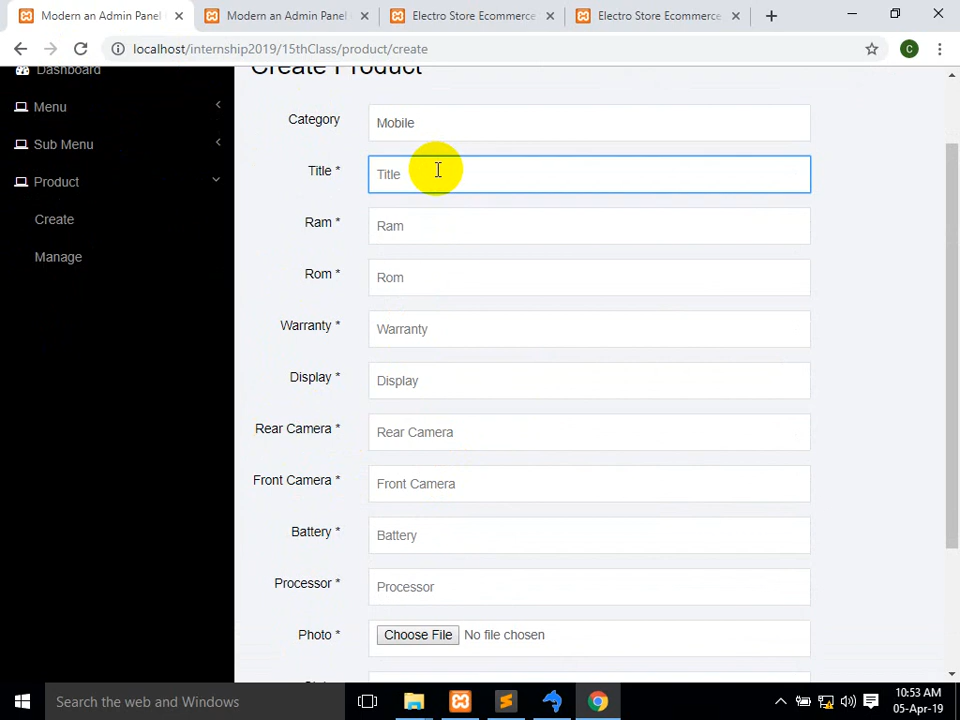 Modern an Admin Panel
Modern an Admin Panel
Electro Store Ecommerce
Electro Store Ecommerce
localhost/internship2019/15thClass/product/create
C
Dashboard
Menu
Sub Menu
Product
Create
Manage
Create Product
Category Mobile
Title * Title
Ram * Ram
Rom * Rom
Warranty * Warranty
Display * Display
Rear Camera * Rear Camera
Front Camera * Front Camera
Battery * Battery
Processor * Processor
Photo * Choose File No file chosen
Search the web and Windows
10:53 AM
05-Apr-19